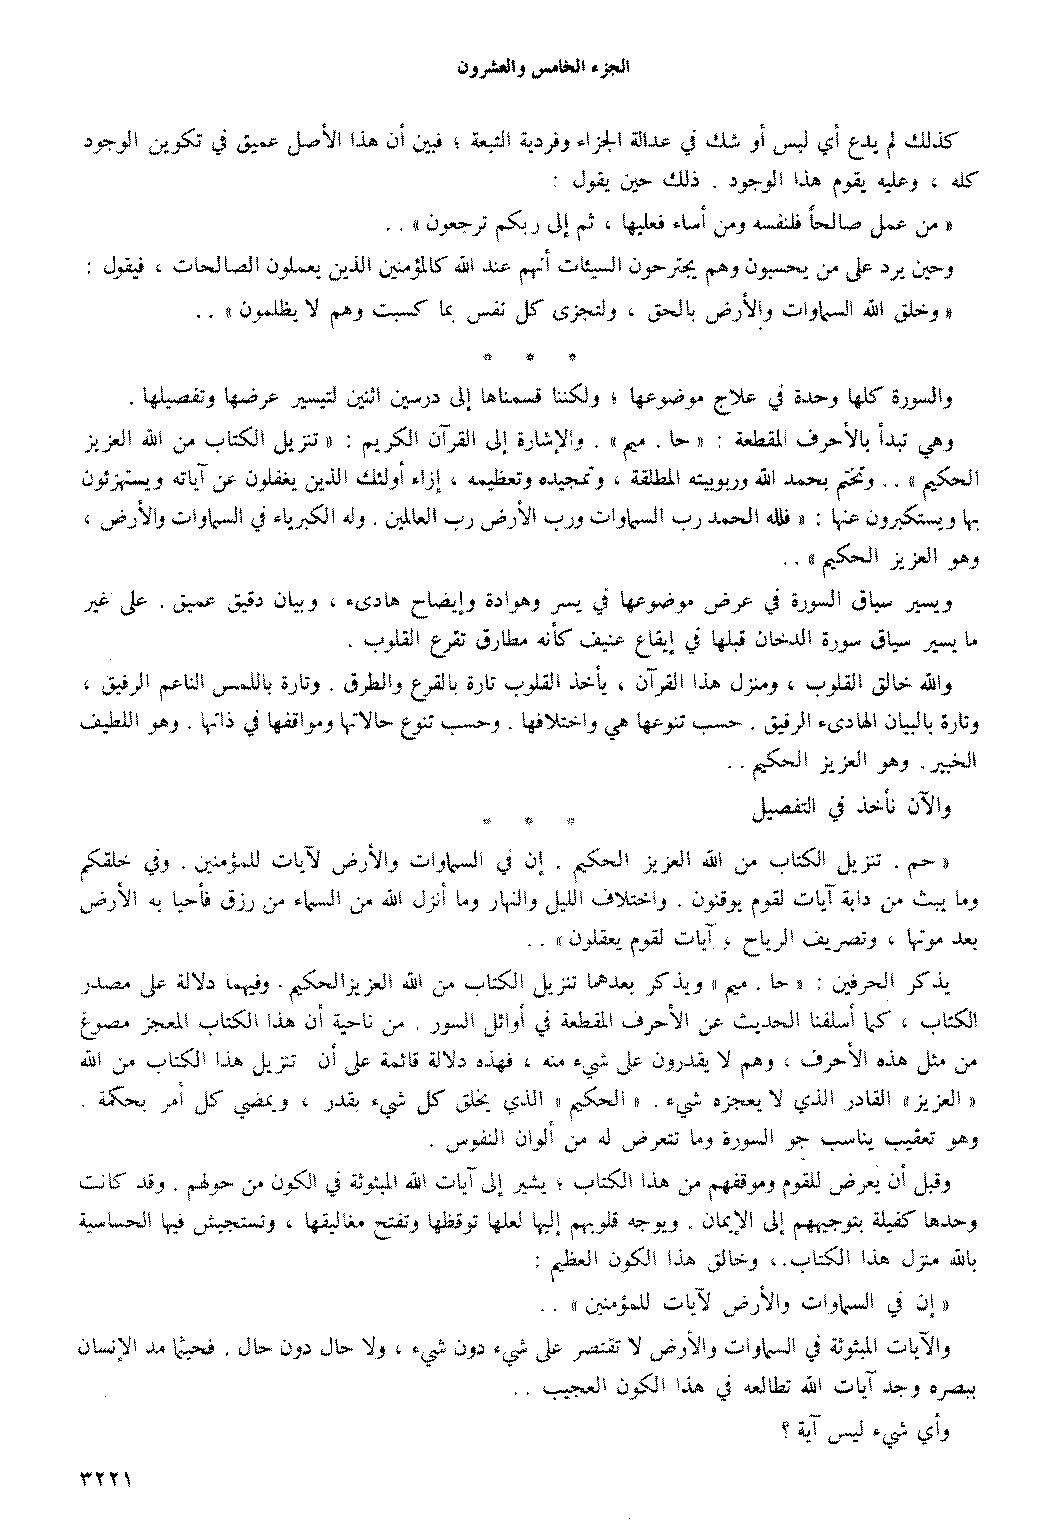 الجزء الخامس والعشرون
كذلك لم يدع أي لبس أو شك في عدالة الجزاء وفردية التبعة ؛ فبين أن هذا الأصل عميق في تكوين الوجود
كله ، وعليه يقوم هذا الوجود . ذلك حين يقول :
« من عمل صالحاً فلنفسه ومن أساء فعليها ، ثم إلى ربكم ترجعون » . .
وحين يرد على من يحسبون وهم يجترحون السيئات أنهم عند الله كالمؤمنين الذين يعملون الصالحات ، فيقول :
« وخلق الله السماوات والأرض بالحق ، ولتجزى كل نفس بما كسبت وهم لا يظلمون » . .
* * *
والسورة كلها وحدة في علاج موضوعها ؛ ولكننا قسمناها إلى درسين اثنين لتيسير عرضها وتفصيلها .
وهي تبدأ بالأحرف المقطعة : « حا . ميم » . والإشارة إلى القرآن الكريم : « تنزيل الكتاب من الله العزيز
الحكيم » . . وتختم بحمد الله وربوبيته المطلقة ، وتمجيده وتعظيمه ، إزاء أولئك الذين يغفلون عن آياته ويستهزئون
بها ويستكبرون عنها : « فلله الحمد رب السماوات ورب الأرض رب العالمين . وله الكبرياء في السماوات والأرض ،
وهو العزيز الحكيم » . .
ويسير سياق السورة في عرض موضوعها في يسر وهوادة وإيضاح هادىء ، وبيان دقيق عميق . على غير
ما يسير سياق سورة الدخان قبلها في إيقاع عنيف كأنه مطارق تقرع القلوب .
والله خالق القلوب ، ومنزل هذا القرآن ، يأخذ القلوب تارة بالقرع والطرق . وتارة باللمس الناعم الرفيق ،
وتارة بالبيان الهادىء الرقيق . حسب تنوعها هي واختلافها . وحسب تنوع حالاتها ومواقفها في ذاتها . وهو اللطيف
الخبير . وهو العزيز الحكيم . .
والآن نأخذ في التفصيل
* * *
« حم . تنزيل الكتاب من الله العزيز الحكيم . إن في السماوات والأرض لآيات للمؤمنين . وفي خلقكم
وما يبث من دابة آيات لقوم يوقنون . واختلاف الليل والنهار وما أنزل الله من السماء من رزق فأحيا به الأرض
بعد موتها ، وتصريف الرياح ، آيات لقوم يعقلون » . .
يذكر الحرفين : « حا . ميم » ويذكر بعدهما تنزيل الكتاب من الله العزيز الحكيم . وفيهما دلالة على مصدر
الكتاب ، كما أسلفنا الحديث عن الأحرف المقطعة في أوائل السور . من ناحية أن هذا الكتاب المعجز مصوغ
من مثل هذه الأحرف ، وهم لا يقدرون على شيء منه ، فهذه دلالة قائمة على أن تنزيل هذا الكتاب من الله
« العزيز » القادر الذي لا يعجزه شيء . « الحكيم » الذي يخلق كل شيء بقدر ، ويمضي كل أمر بحكمة .
وهو تعقيب يناسب جو السورة وما تتعرض له من ألوان النفوس .
وقبل أن يعرض للقوم وموقفهم من هذا الكتاب ؛ يشير إلى آيات الله المبثوثة في الكون من حولهم . وقد كانت
وحدها كفيلة بتوجيههم إلى الإيمان . ويوجه قلوبهم إليها لعلها توقظها وتفتح مغاليقها ، وتستجيش فيها الحساسية
بالله منزل هذا الكتاب . ، وخالق هذا الكون العظيم :
« إن في السماوات والأرض لآيات للمؤمنين » . .
والآيات المبثوثة في السماوات والأرض لا تقتصر على شيء دون شيء ، ولا حال دون حال . فحيثما مد الإنسان
ببصره وجد آيات الله تطالعه في هذا الكون العجيب . .
وأي شيء ليس آية ؟
٣٢٢١